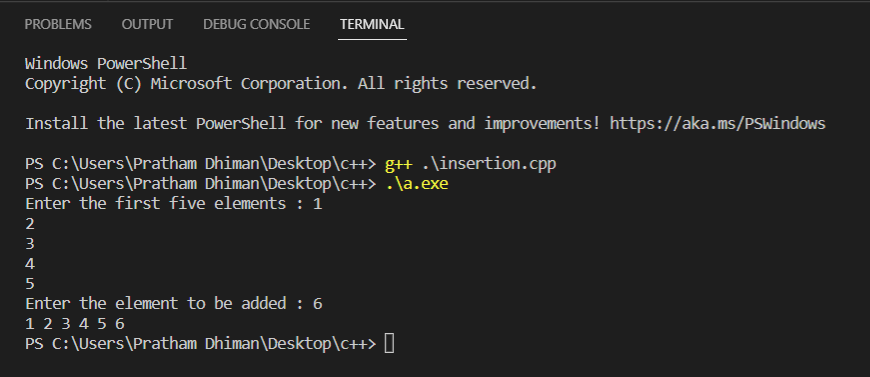 PROBLEMS OUTPUT DEBUG CONSOLE TERMINAL
Windows PowerShell
Copyright (C) Microsoft Corporation. All rights reserved.
Install the latest PowerShell for new features and improvements! https://aka.ms/PSWindows
PS C:\Users\Pratham Dhiman\Desktop\c++> g++ .\insertion.cpp
PS C:\Users\Pratham Dhiman\Desktop\c++> .\a.exe
Enter the first five elements : 1
2
3
4
5
Enter the element to be added : 6
1 2 3 4 5 6
PS C:\Users\Pratham Dhiman\Desktop\c++>